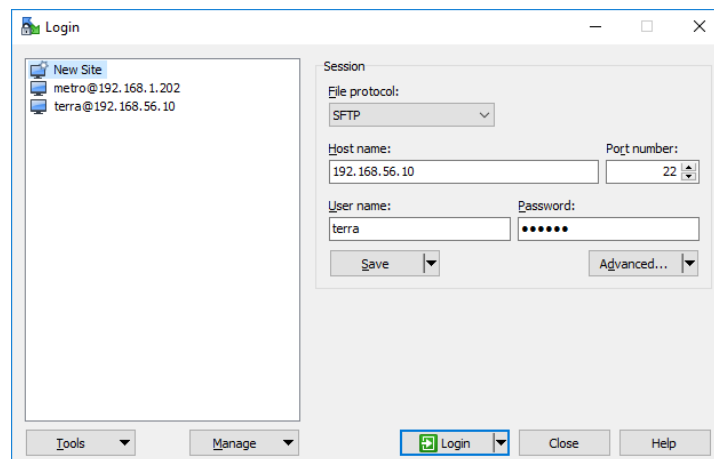 Login
New Site
metro@192.168.1.202
terra@192.168.56.10
Session
File protocol:
SFTP
Host name:
Port number:
192.168.56.10
22
User name:
Password:
terra
••••••
Save
Advanced...
Tools
Manage
Login
Close
Help